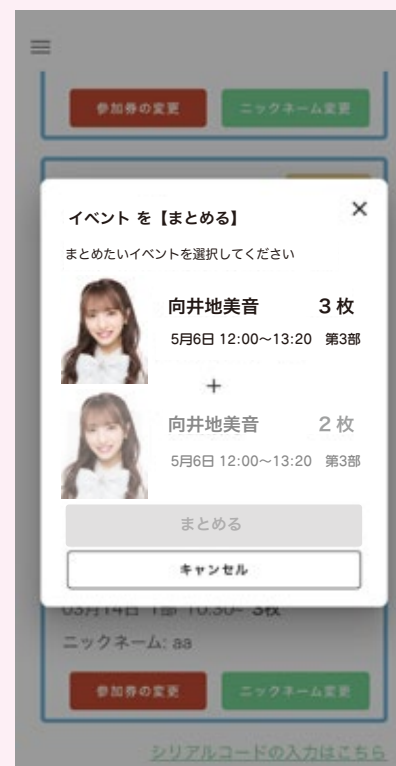 参加券の変更 ニックネーム変更
イベント を【まとめる】 ×
まとめたいイベントを選択してください
向井地美音 3 枚
5月6日 12:00〜13:20 第3部
+
向井地美音 2 枚
5月6日 12:00〜13:20 第3部
まとめる
キャンセル
03月14日 1部 10:30~ 3枚
ニックネーム: aa
参加券の変更 ニックネーム変更
シリアルコードの入力はこちら